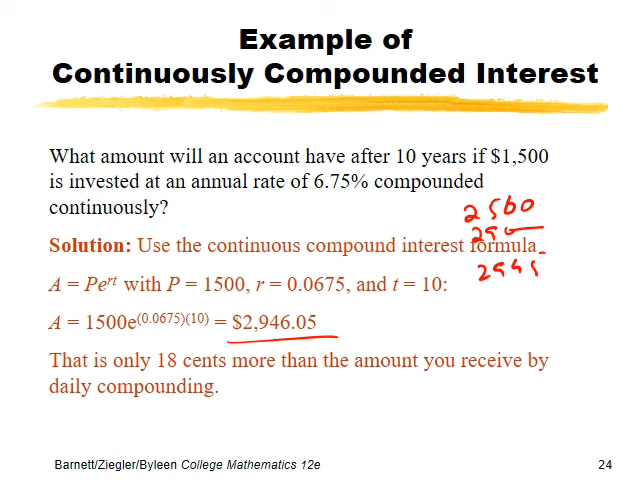 Example of
Continuously Compounded Interest
What amount will an account have after 10 years if $1,500
is invested at an annual rate of 6.75% compounded
continuously?
2560
Solution: Use the continuous compound interest formula
A = Pe^rt with P = 1500, r = 0.0675, and t = 10:
A = 1500e^(0.0675)(10) = $2,946.05
That is only 18 cents more than the amount you receive by
daily compounding.
Barnett/Ziegler/Byleen College Mathematics 12e
24